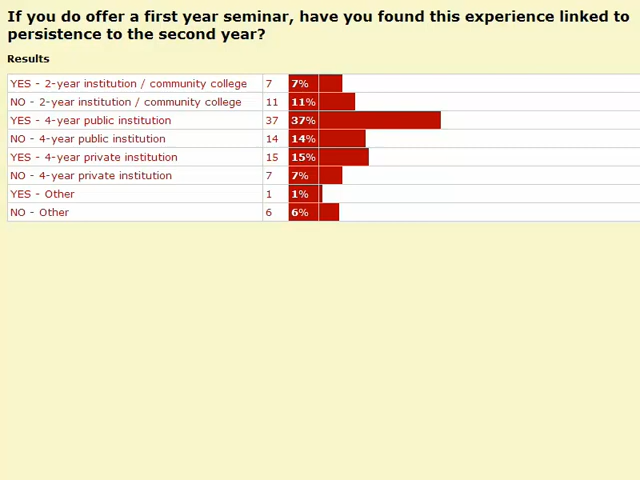 If you do offer a first year seminar, have you found this experience linked to
persistence to the second year?
Results
YES - 2-year institution / community college 7 7%
NO - 2-year institution / community college 11 11%
YES - 4-year public institution 37 37%
NO - 4-year public institution 14 14%
YES - 4-year private institution 15 15%
NO - 4-year private institution 7 7%
YES - Other 1 1%
NO - Other 6 6%